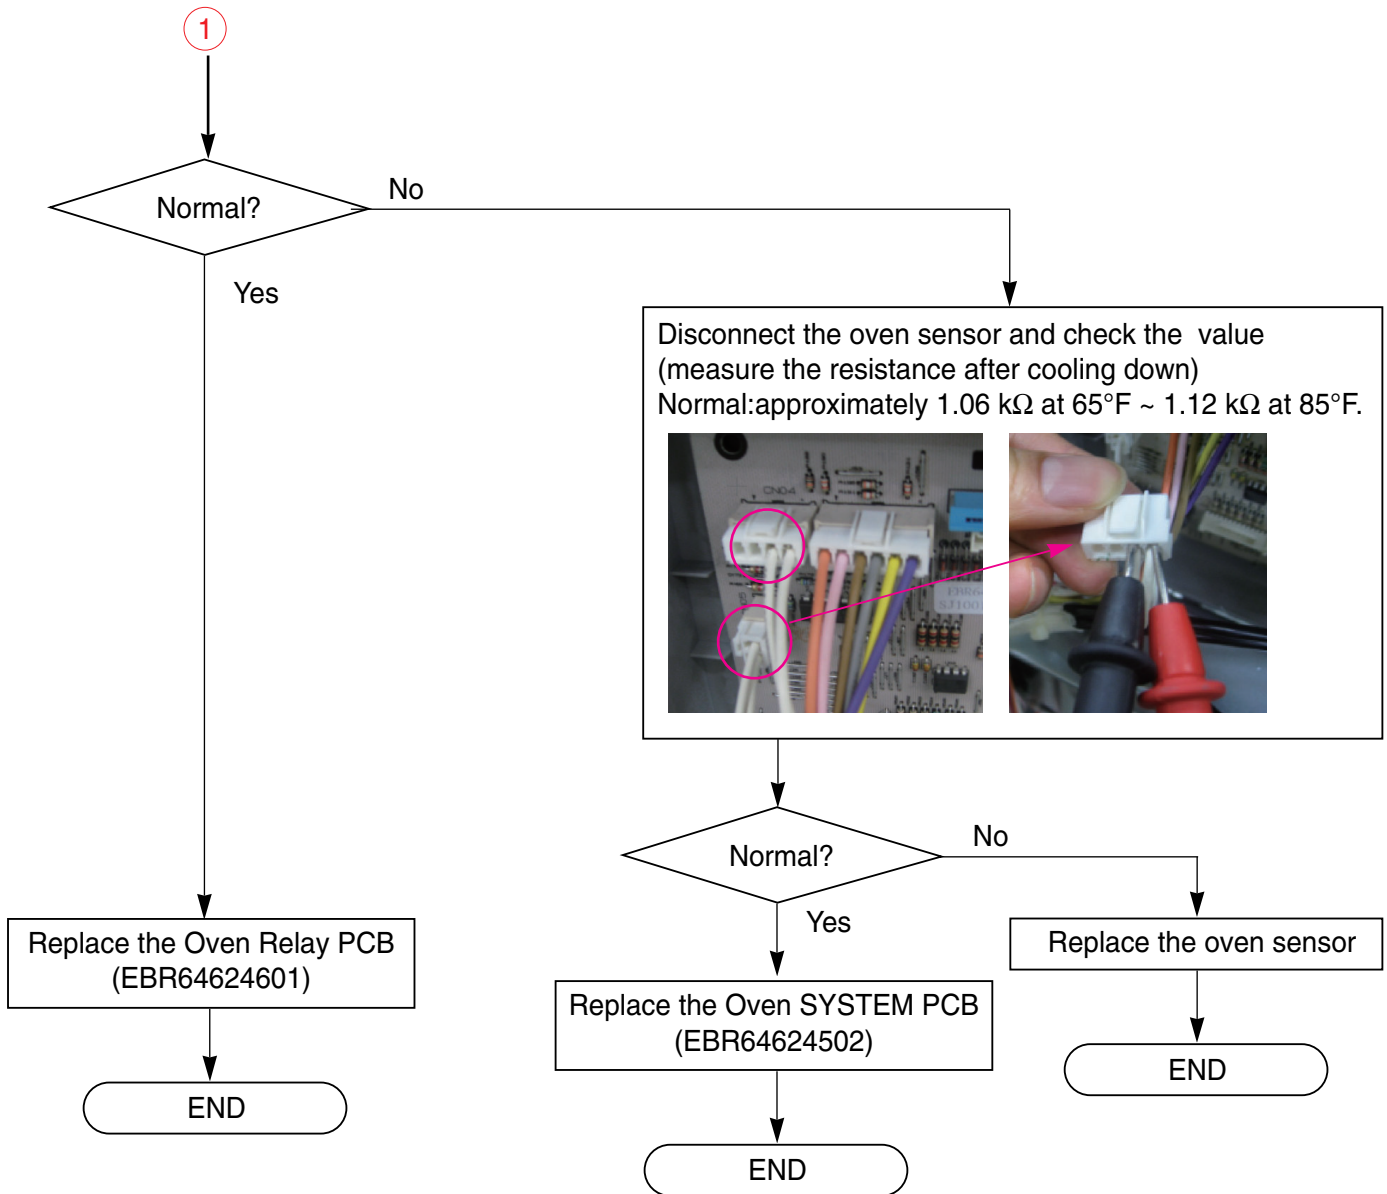 1
Normal?
No
Yes
Disconnect the oven sensor and check the value
(measure the resistance after cooling down)
Normal:approximately 1.06 kΩ at 65°F ~ 1.12 kΩ at 85°F.
CN04
SJ100
Normal?
No
Yes
Replace the Oven Relay PCB
(EBR64624601)
Replace the oven sensor
Replace the Oven SYSTEM PCB
(EBR64624502)
END
END
END